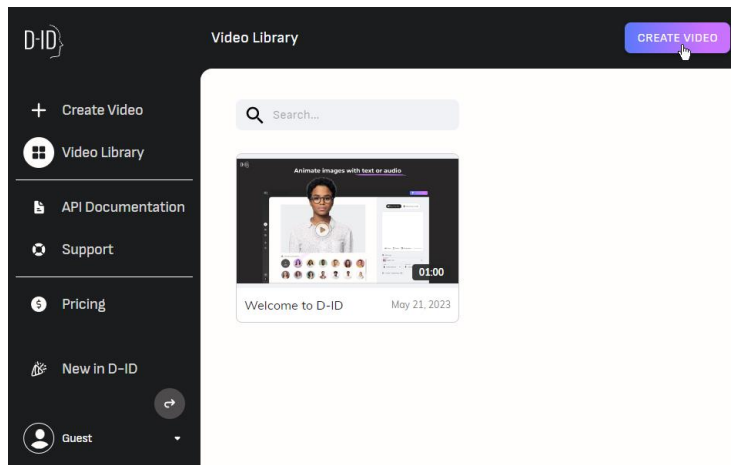 D-ID
Video Library
CREATE VIDEO
Create Video
Video Library
API Documentation
Support
Pricing
New in D-ID
Guest
Search...
Animate images with text or audio
01:00
Welcome to D-ID
May 21, 2023